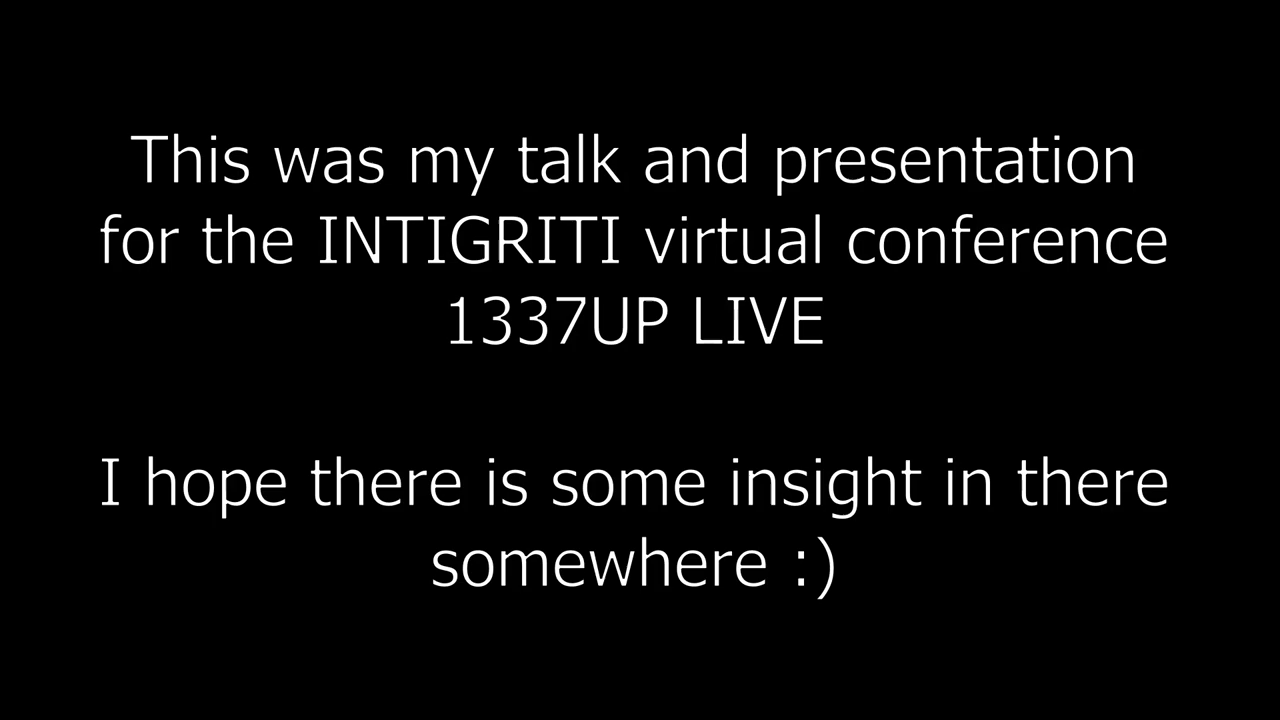 This was my talk and presentation
for the INTIGRITI virtual conference
1337UP LIVE
I hope there is some insight in there
somewhere :)